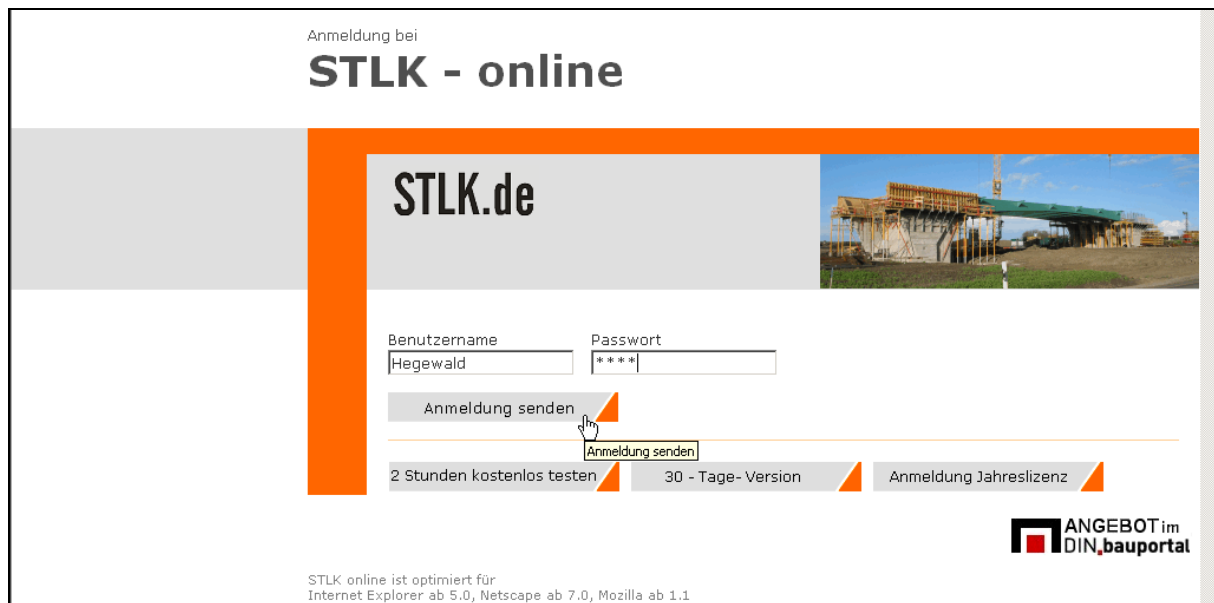 Anmeldung bei
STLK - online
STLK.de
Benutzername Passwort
Hegewald ****
Anmeldung senden
Anmeldung senden
2 Stunden kostenlos testen 30 - Tage- Version Anmeldung Jahreslizenz
ANGEBOT im
DIN.bauportal
STLK online ist optimiert für
Internet Explorer ab 5.0, Netscape ab 7.0, Mozilla ab 1.1